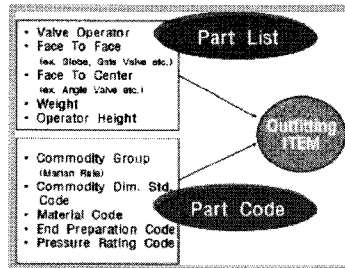 • Valve Operator
• Face To Face
(ex. Globe, Gate Valve etc.)
• Face To Center
(ex. Angle Valve etc.)
• Weight
• Operator Height
Part List
Outfitting
ITEM
• Commodity Group
(Marian Rule)
• Commodity Dim. Std.
Code
• Material Code
• End Preparation Code
• Pressure Rating Code
Part Code